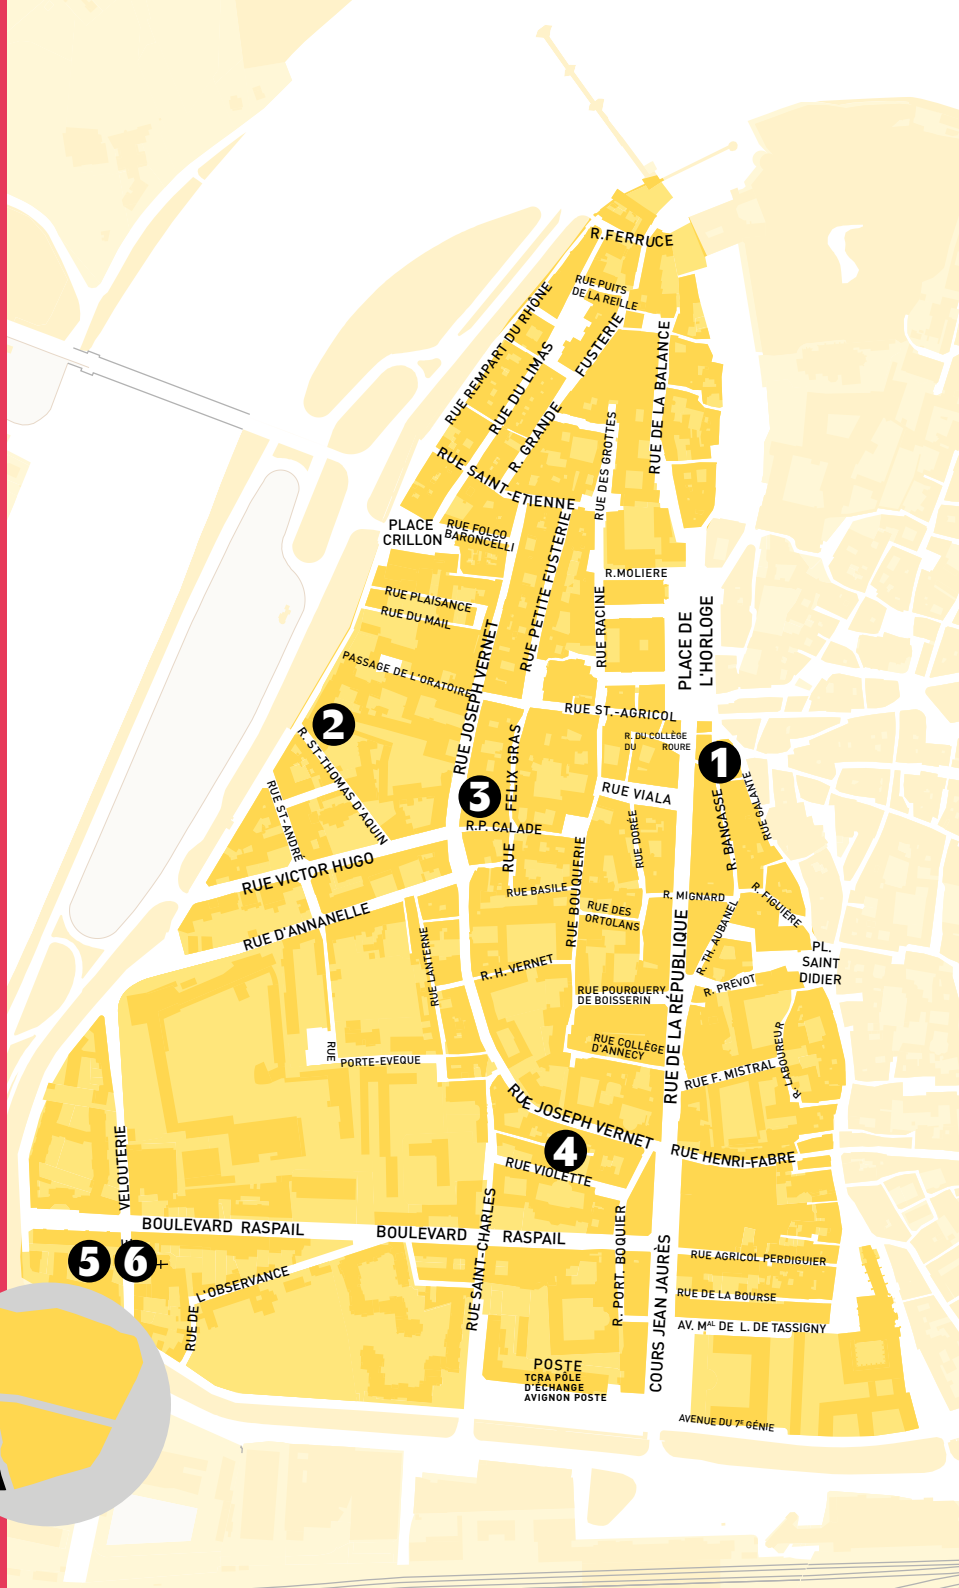 R.FERRUCE
RUE PUITS
DE LA REILLE
RUE REMPART DU RHÔNE
RUE DU LIMAS
R. GRANDE
FUSTERIE
RUE DE LA BALANCE
RUE DES GROTTES
RUE SAINT-ETIENNE
PLACE
CRILLON
RUE FOLCO
BARONCELLI
RUE PETITE FUSTERIE
R.MOLIERE
RUE PLAISANCE
RUE DU MAIL
RUE RACINE
PLACE DE
L'HORLOGE
PASSAGE DE L'ORATOIRE
RUE JOSEPH VERNET
RUE ST.-AGRICOL
2
R. ST-THOMAS D'AQUIN
FELIX GRAS
R. DU COLLÈGE
DU ROURE
1
3
RUE VIALA
R. BANCASSE
RUE GALANTE
RUE ST-ANDRÉ
R.P. CALADE
RUE
RUE DORÉE
RUE VICTOR HUGO
RUE BASILE
RUE BOUQUERIE
R. MIGNARD
R. FIGUIÈRE
RUE D'ANNANELLE
RUE DES
ORTOLANS
R. TH. AUBANEL
PL.
SAINT
DIDIER
RUE LANTERNE
R. H. VERNET
RUE POURQUERY
DE BOISSERIN
R. PREVOT
RUE DE LA RÉPUBLIQUE
RUE
PORTE-EVEQUE
RUE COLLÈGE
D'ANNECY
RUE F. MISTRAL
R. LABOUREUR
RUE JOSEPH VERNET
4
RUE HENRI-FABRE
VELOUTERIE
RUE VIOLETTE
BOULEVARD RASPAIL
BOULEVARD RASPAIL
RUE SAINT-CHARLES
R. PORT. BOQUIER
COURS JEAN JAURÈS
5
6
RUE AGRICOL PERDIGUIER
RUE DE
L'OBSERVANCE
RUE DE LA BOURSE
AV. MAL DE L. DE TASSIGNY
POSTE
TCRA PÔLE
D'ÉCHANGE
AVIGNON POSTE
AVENUE DU 7E GÉNIE